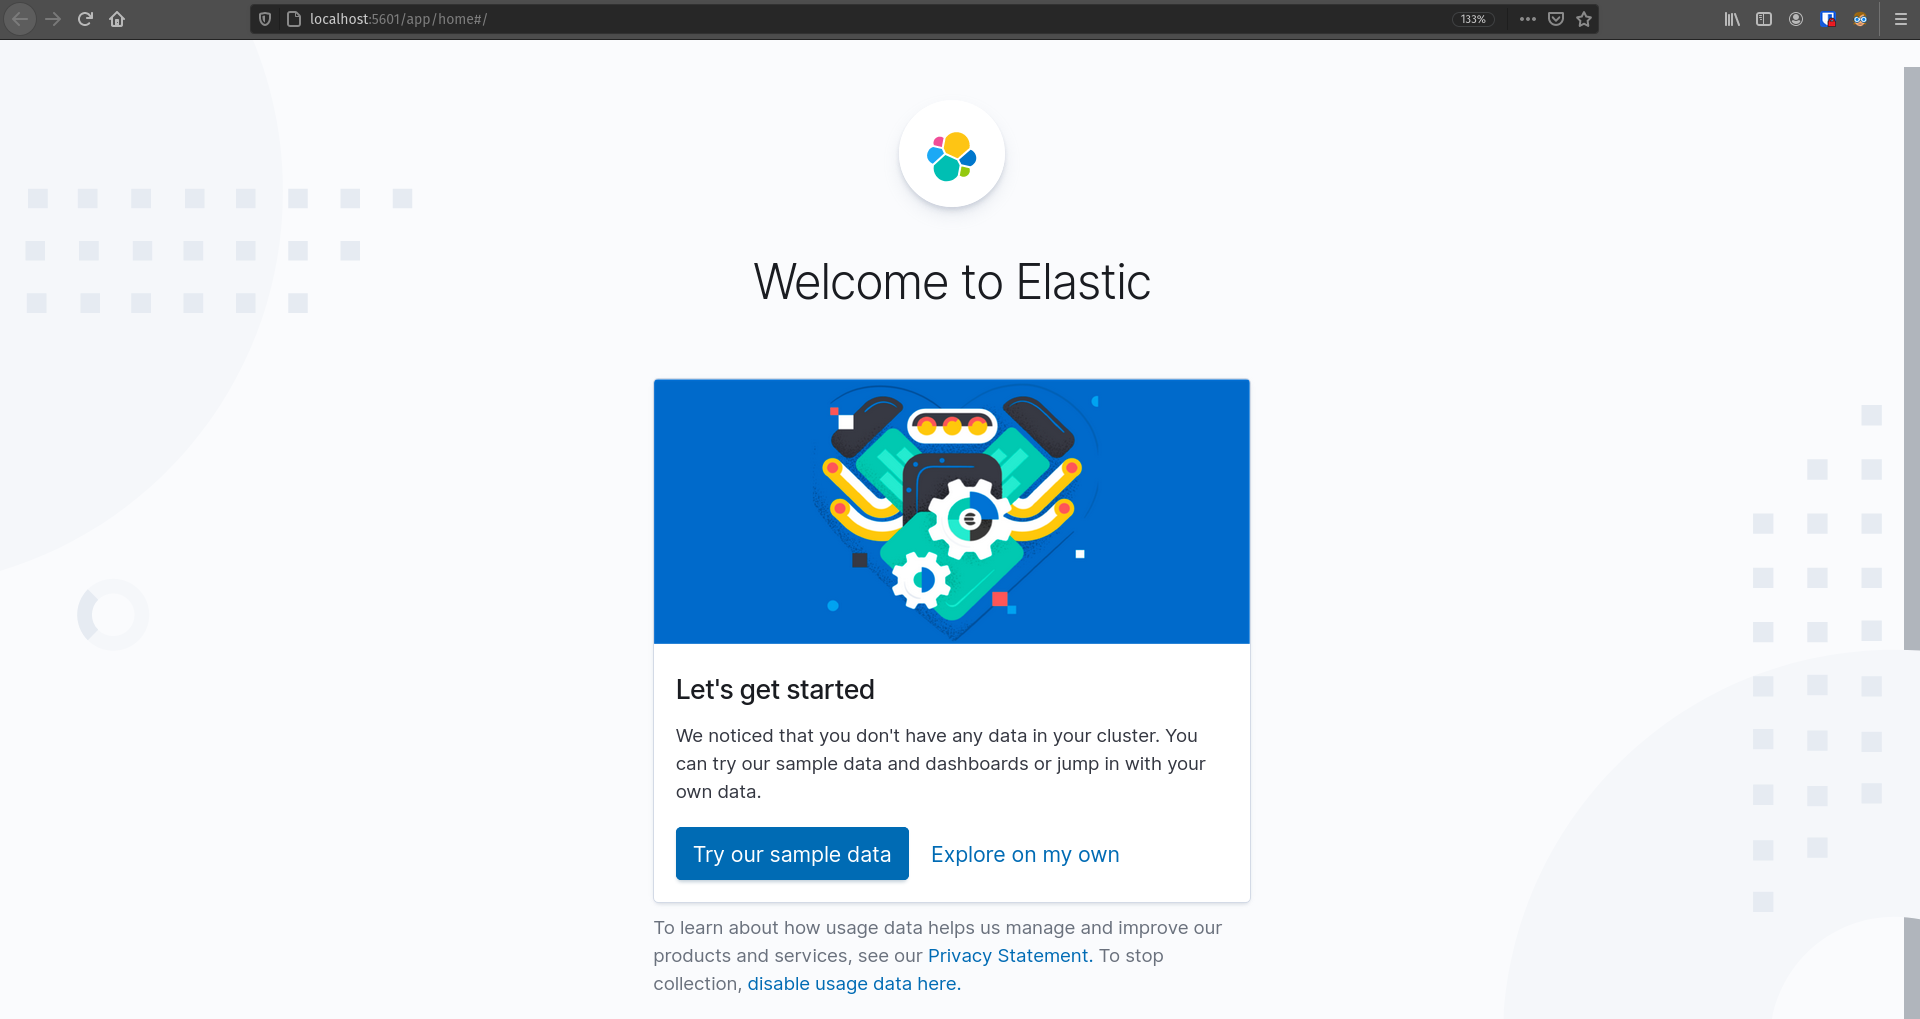 localhost:5601/app/home#/
133%
Welcome to Elastic
Let's get started
We noticed that you don't have any data in your cluster. You
can try our sample data and dashboards or jump in with your
own data.
Try our sample data
Explore on my own
To learn about how usage data helps us manage and improve our
products and services, see our Privacy Statement. To stop
collection, disable usage data here.